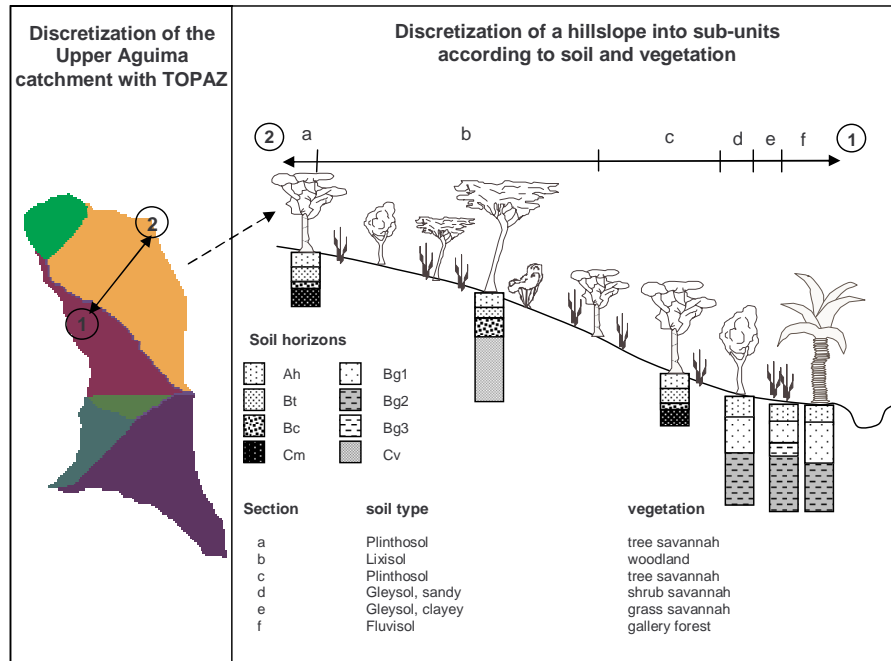 Discretization of the
Upper Aguima
catchment with TOPAZ
2
1
Discretization of a hillslope into sub-units
according to soil and vegetation
2 a b c d e f 1
Soil horizons
Ah Bg1
Bt Bg2
Bc Bg3
Cm Cv
Section soil type vegetation
a Plinthosol tree savannah
b Lixisol woodland
c Plinthosol tree savannah
d Gleysol, sandy shrub savannah
e Gleysol, clayey grass savannah
f Fluvisol gallery forest